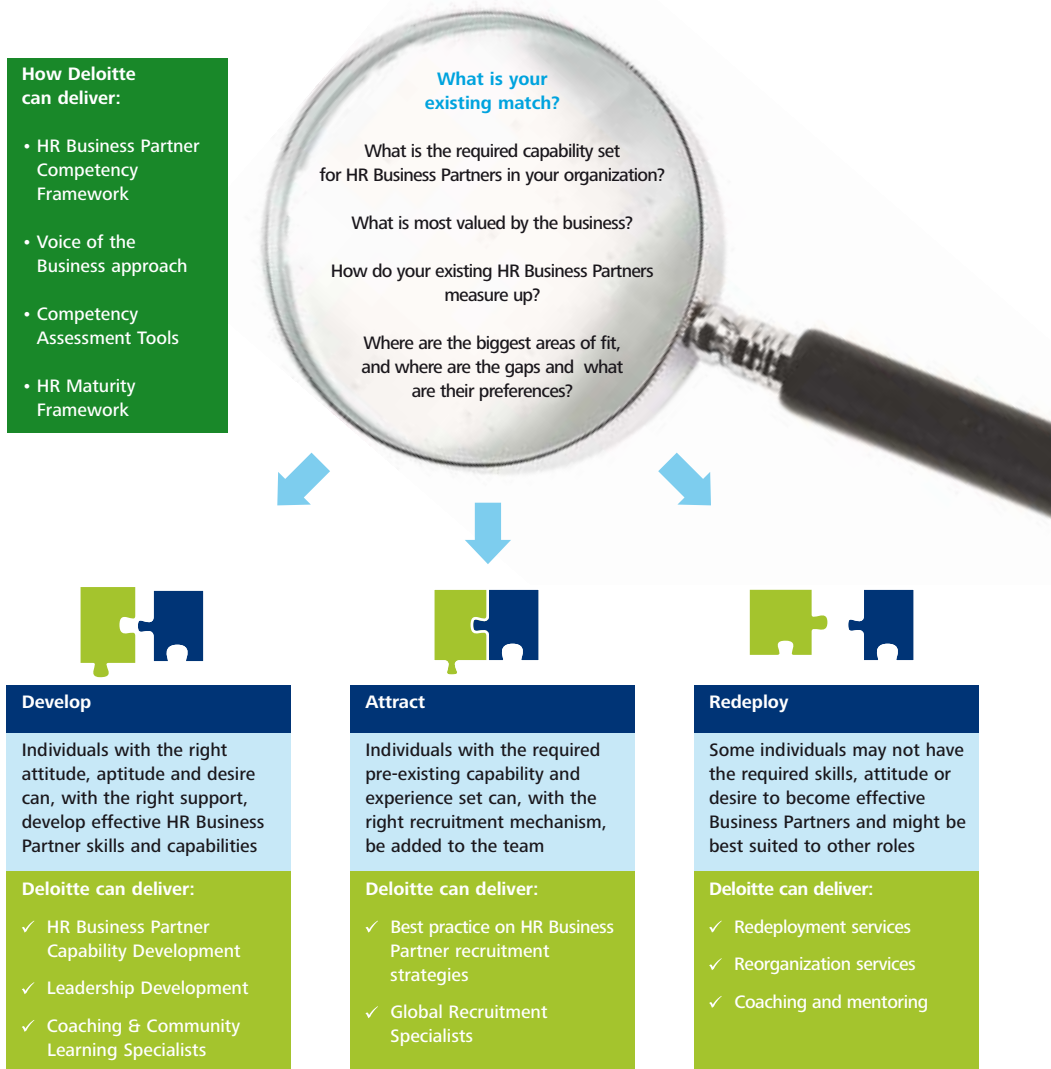 How Deloitte
can deliver:
• HR Business Partner
Competency
Framework
• Voice of the
Business approach
• Competency
Assessment Tools
• HR Maturity
Framework
What is your
existing match?
What is the required capability set
for HR Business Partners in your organization?
What is most valued by the business?
How do your existing HR Business Partners
measure up?
Where are the biggest areas of fit,
and where are the gaps and what
are their preferences?
Develop
Individuals with the right
attitude, aptitude and desire
can, with the right support,
develop effective HR Business
Partner skills and capabilities
Deloitte can deliver:
✓ HR Business Partner
Capability Development
✓ Leadership Development
✓ Coaching & Community
Learning Specialists
Attract
Individuals with the required
pre-existing capability and
experience set can, with the
right recruitment mechanism,
be added to the team
Deloitte can deliver:
✓ Best practice on HR Business
Partner recruitment
strategies
✓ Global Recruitment
Specialists
Redeploy
Some individuals may not have
the required skills, attitude or
desire to become effective
Business Partners and might be
best suited to other roles
Deloitte can deliver:
✓ Redeployment services
✓ Reorganization services
✓ Coaching and mentoring